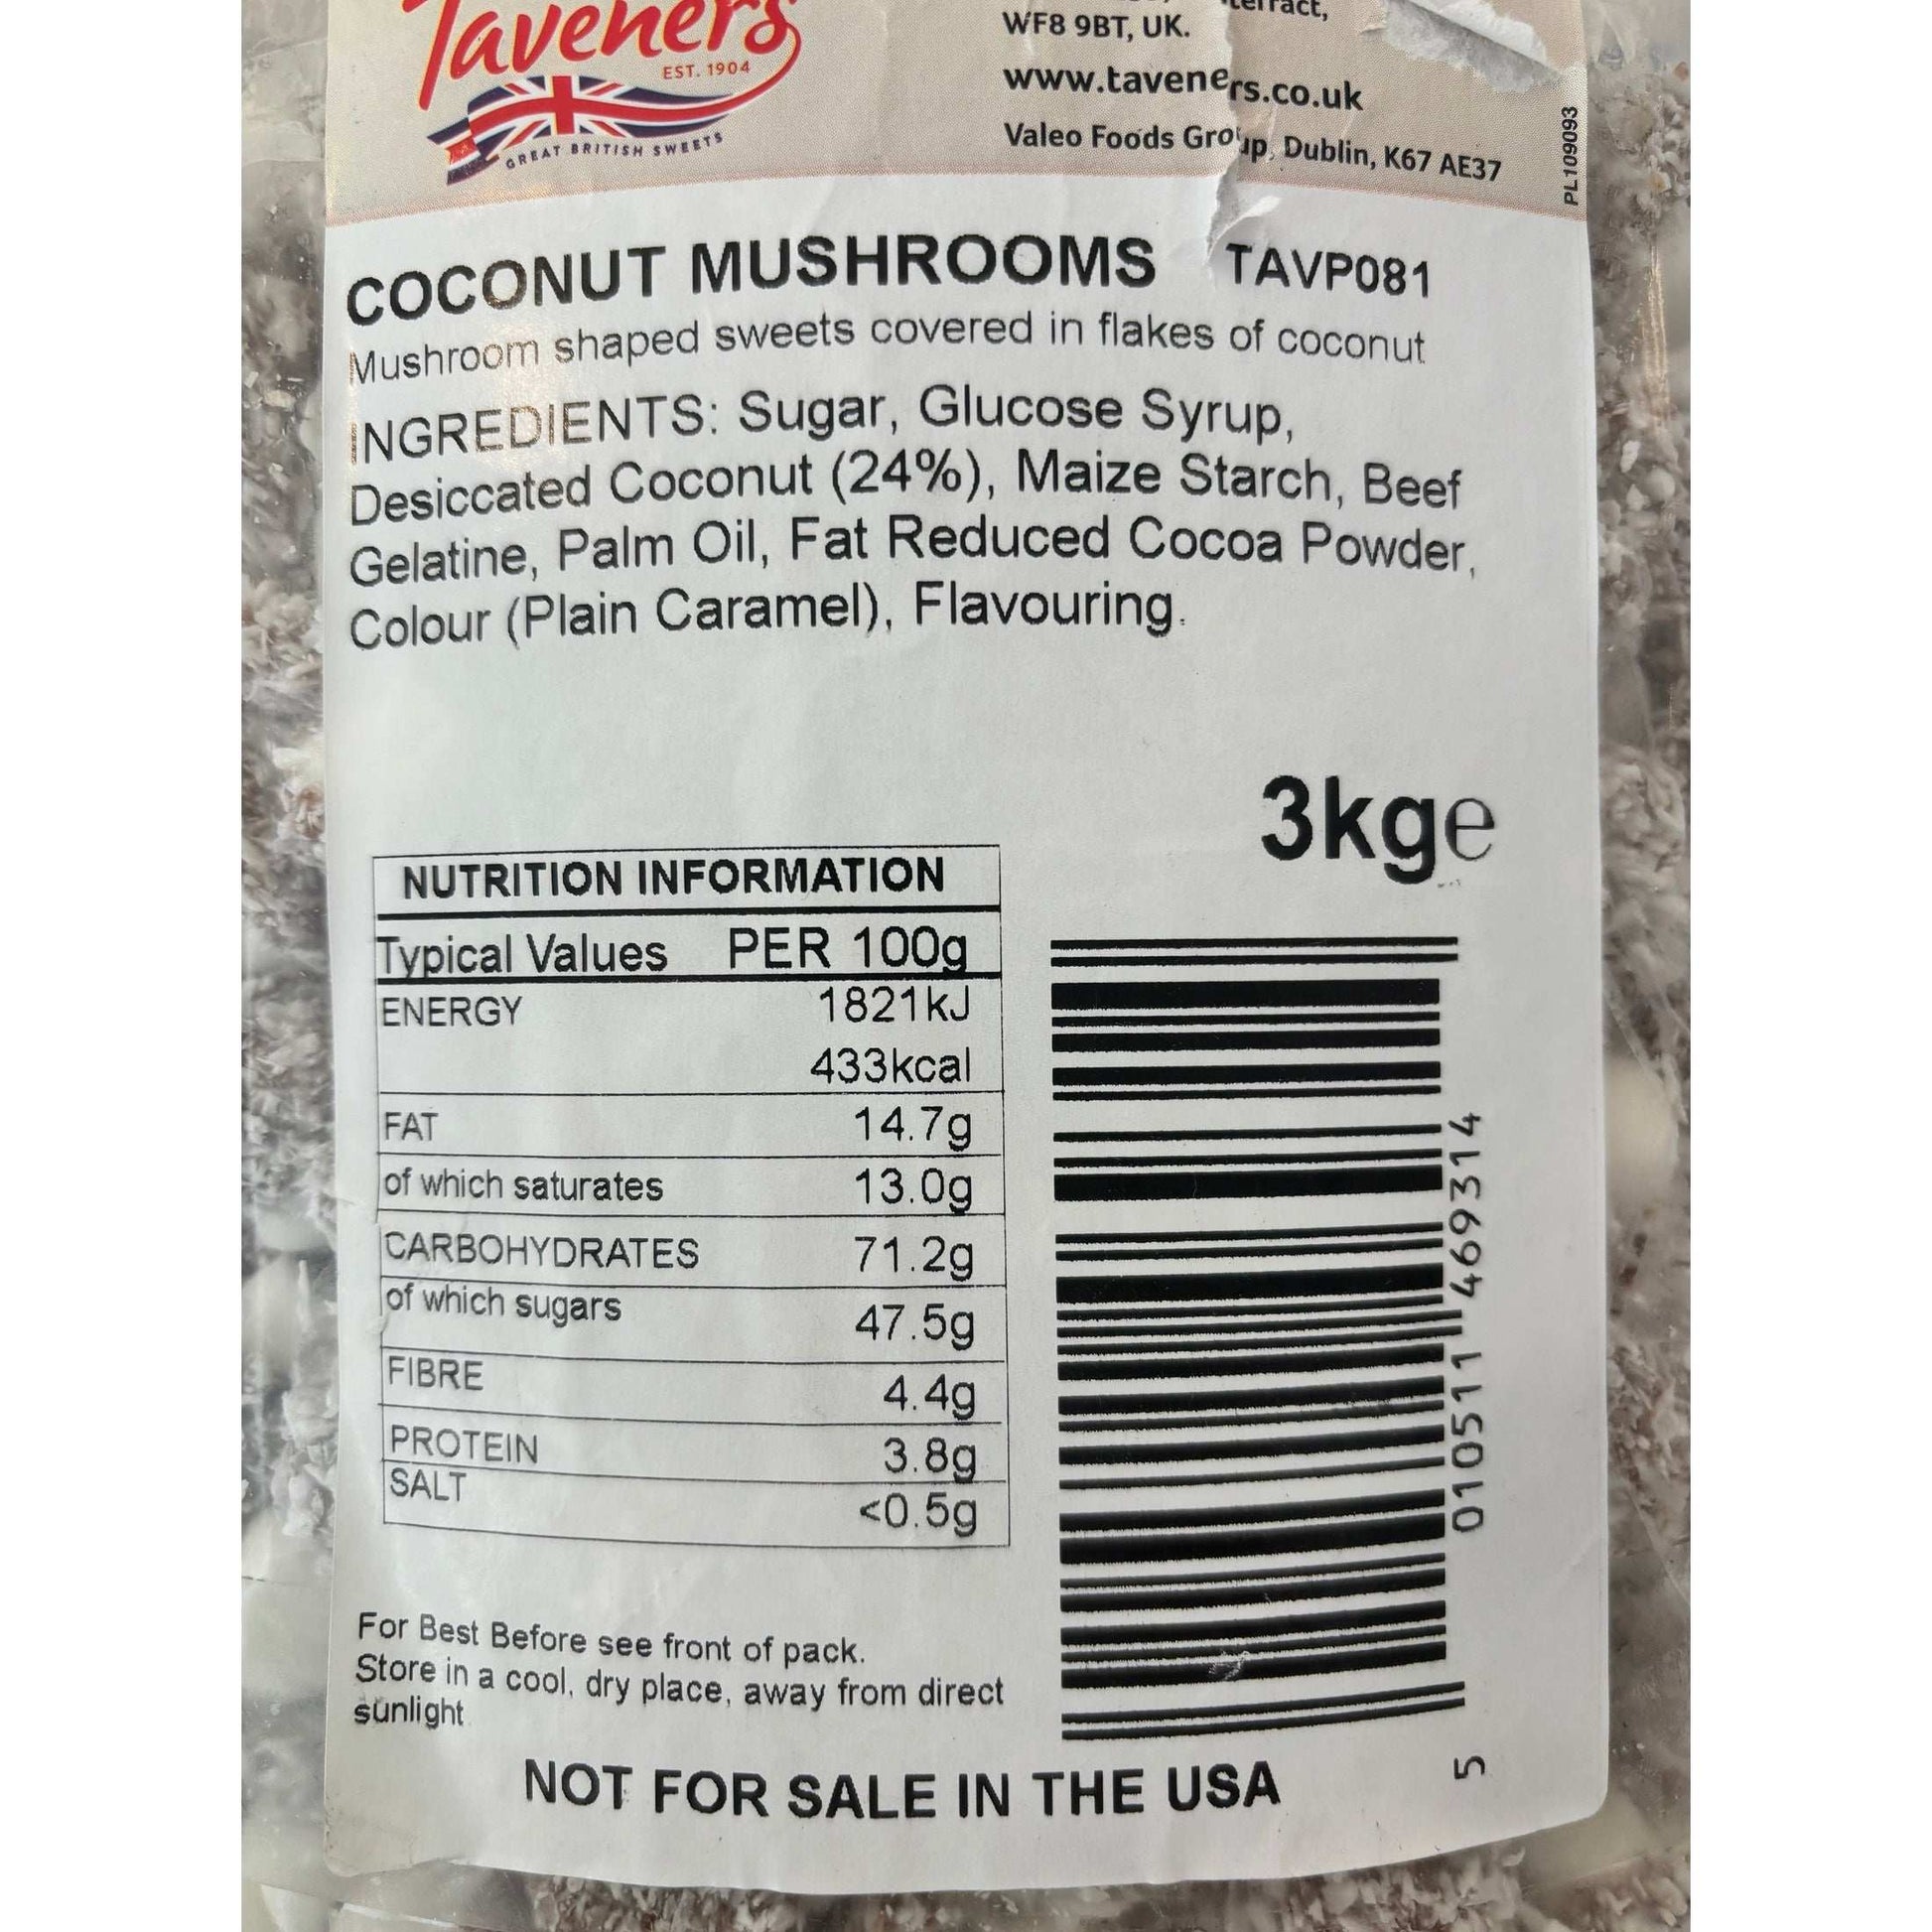 Taveners
EST. 1904
GREAT BRITISH SWEETS
WF8 9BT, UK.
www.taveners.co.uk
Valeo Foods Group, Dublin, K67 AE37
PL109093
COCONUT MUSHROOMS TAVP081
Mushroom shaped sweets covered in flakes of coconut
INGREDIENTS: Sugar, Glucose Syrup,
Desiccated Coconut (24%), Maize Starch, Beef
Gelatine, Palm Oil, Fat Reduced Cocoa Powder,
Colour (Plain Caramel), Flavouring.
3kge
NUTRITION INFORMATION
Typical Values PER 100g
ENERGY 1821kJ
433kcal
FAT 14.7g
of which saturates 13.0g
CARBOHYDRATES 71.2g
of which sugars 47.5g
FIBRE 4.4g
PROTEIN 3.8g
SALT <0.5g
5 010511 469314
For Best Before see front of pack.
Store in a cool, dry place, away from direct
sunlight
NOT FOR SALE IN THE USA